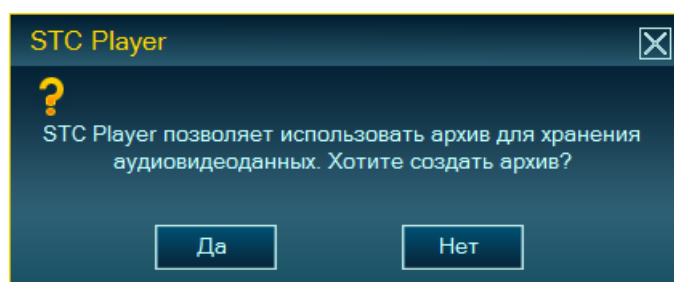 STC Player
STC Player позволяет использовать архив для хранения
аудиовидеоданных. Хотите создать архив?
Да
Нет